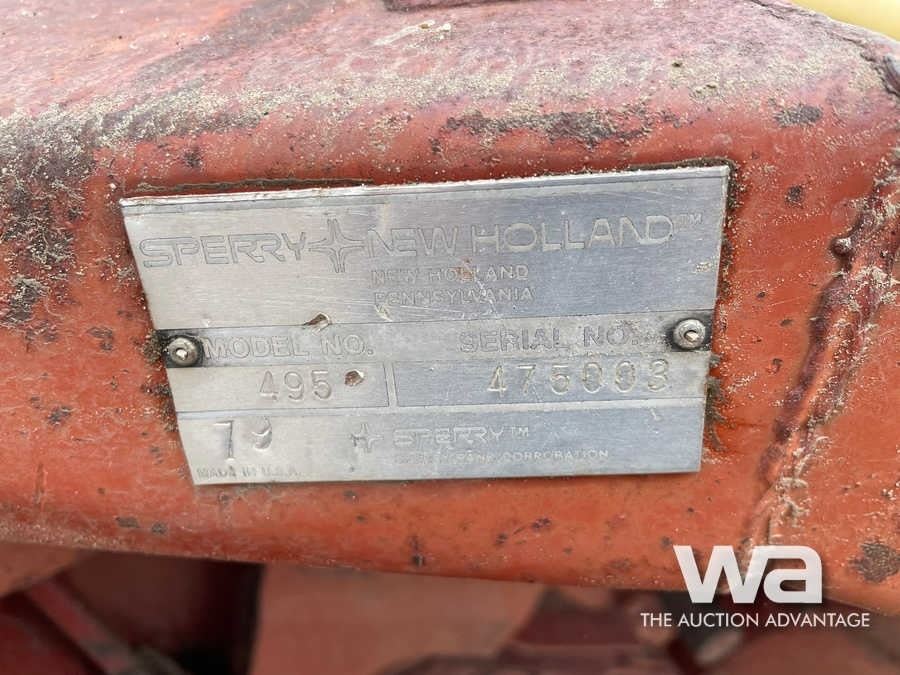 SPERRY NEW HOLLAND™
NEW HOLLAND
PENNSYLVANIA
MODEL NO. SERIAL NO.
495 475003
79 SPERRY™
CORPORATION
MADE IN U.S.A.
wa
THE AUCTION ADVANTAGE